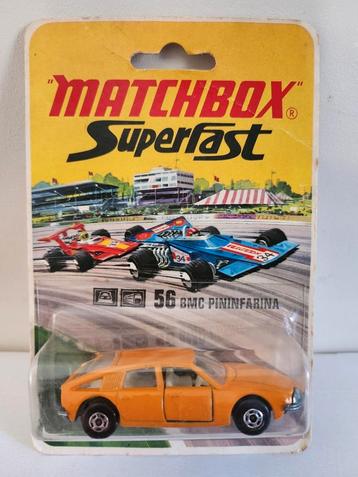 "MATCHBOX"®
Superfast
56 BMC PININFARINA